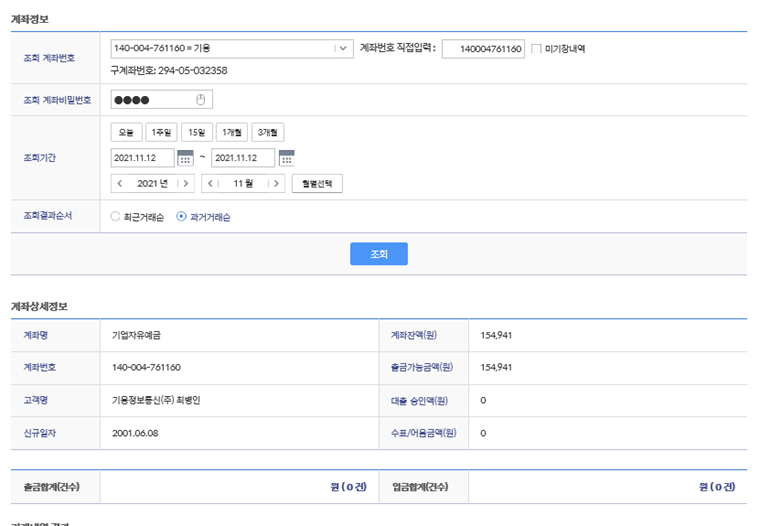 계좌정보
조회 계좌번호
140-004-761160 = 기용
계좌번호 직접입력 :
140004761160
미기장내역
구계좌번호: 294-05-032358
조회 계좌비밀번호
●●●●
조회기간
오늘 1주일 15일 1개월 3개월
2021.11.12 ~ 2021.11.12
2021 년 11 월 월별선택
조회결과순서
최근거래순 과거거래순
조회
계좌상세정보
계좌명 기업자유예금 계좌잔액(원) 154,941
계좌번호 140-004-761160 출금가능금액(원) 154,941
고객명 기용정보통신(주) 최병인 대출 승인액(원) 0
신규일자 2001.06.08 수표/어음금액(원) 0
출금합계(건수) 원 ( 0 건) 입금합계(건수) 원 ( 0 건)